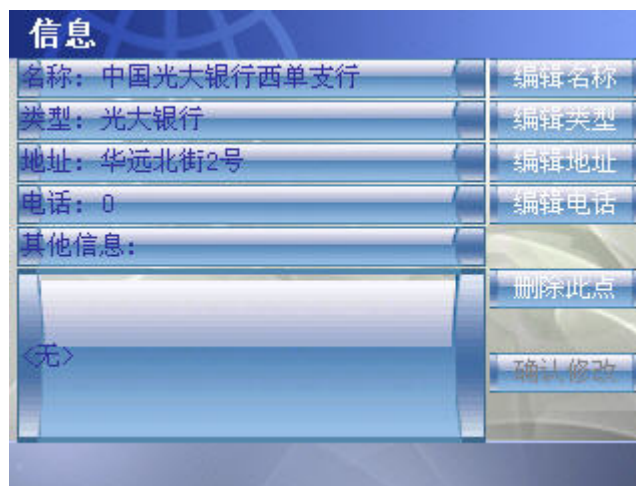 信息
名称：中国光大银行西单支行
编辑名称
类型：光大银行
编辑类型
地址：华远北街2号
编辑地址
电话：0
编辑电话
其他信息：
删除此点
<无>
确认修改